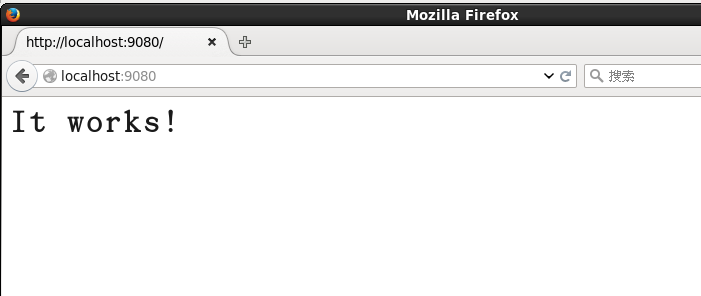 Mozilla Firefox
http://localhost:9080/
localhost:9080
搜索
It works!